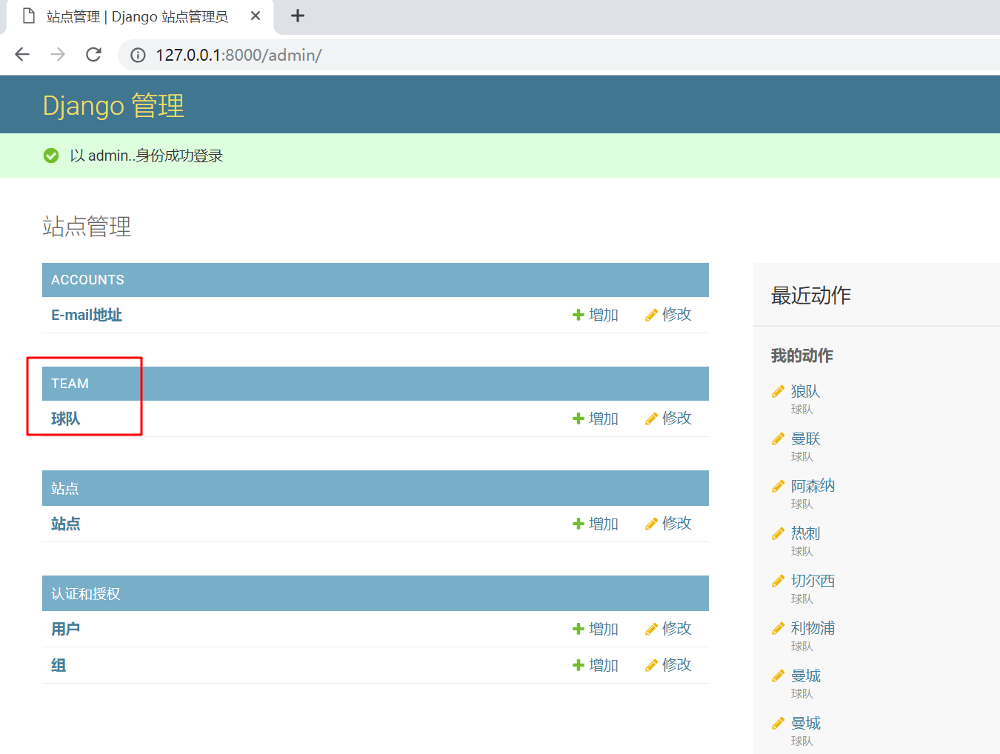 站点管理 | Django 站点管理员
127.0.0.1:8000/admin/
Django 管理
以 admin..身份成功登录
站点管理
ACCOUNTS
E-mail地址 增加 修改
TEAM
球队 增加 修改
站点
站点 增加 修改
认证和授权
用户 增加 修改
组 增加 修改
最近动作
我的动作
狼队
球队
曼联
球队
阿森纳
球队
热刺
球队
切尔西
球队
利物浦
球队
曼城
球队
曼城
球队